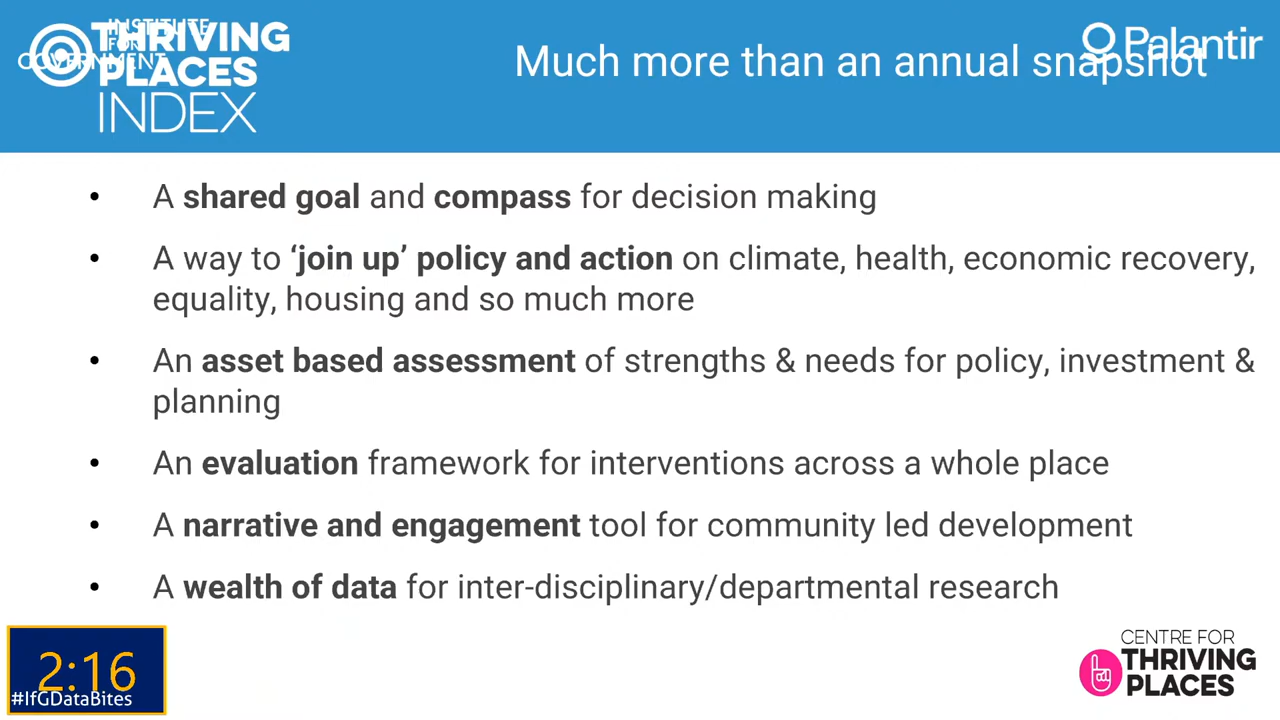 INSTITUTE
FOR
GOVERNMENT
THRIVING
PLACES
INDEX
Much more than an annual snapshot
Palantir
• A shared goal and compass for decision making
• A way to ‘join up’ policy and action on climate, health, economic recovery,
equality, housing and so much more
• An asset based assessment of strengths & needs for policy, investment &
planning
• An evaluation framework for interventions across a whole place
• A narrative and engagement tool for community led development
• A wealth of data for inter-disciplinary/departmental research
2:16
#IfGDataBites
CENTRE FOR
THRIVING
PLACES